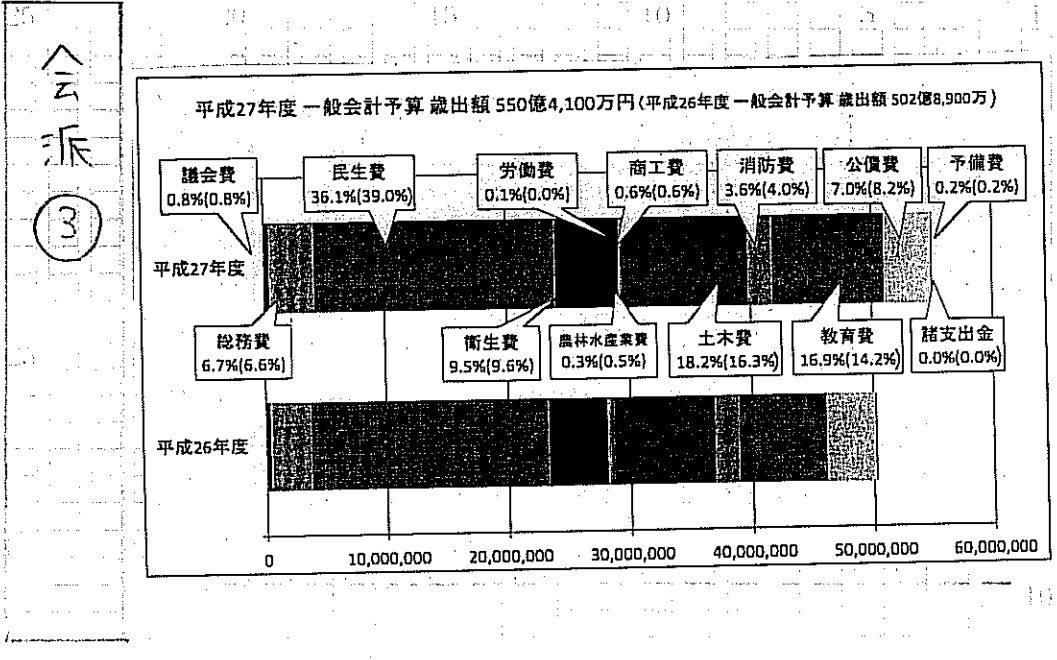 会派
③
平成27年度 一般会計予算 歳出額 550億4,100万円(平成26年度 一般会計予算 歳出額 502億8,900万)
議会費
0.8%(0.8%)
民生費
36.1%(39.0%)
労働費
0.1%(0.0%)
商工費
0.6%(0.6%)
消防費
3.6%(4.0%)
公債費
7.0%(8.2%)
予備費
0.2%(0.2%)
平成27年度
総務費
6.7%(6.6%)
衛生費
9.5%(9.6%)
農林水産業費
0.3%(0.5%)
土木費
18.2%(16.3%)
教育費
16.9%(14.2%)
諸支出金
0.0%(0.0%)
平成26年度
0 10,000,000 20,000,000 30,000,000 40,000,000 50,000,000 60,000,000